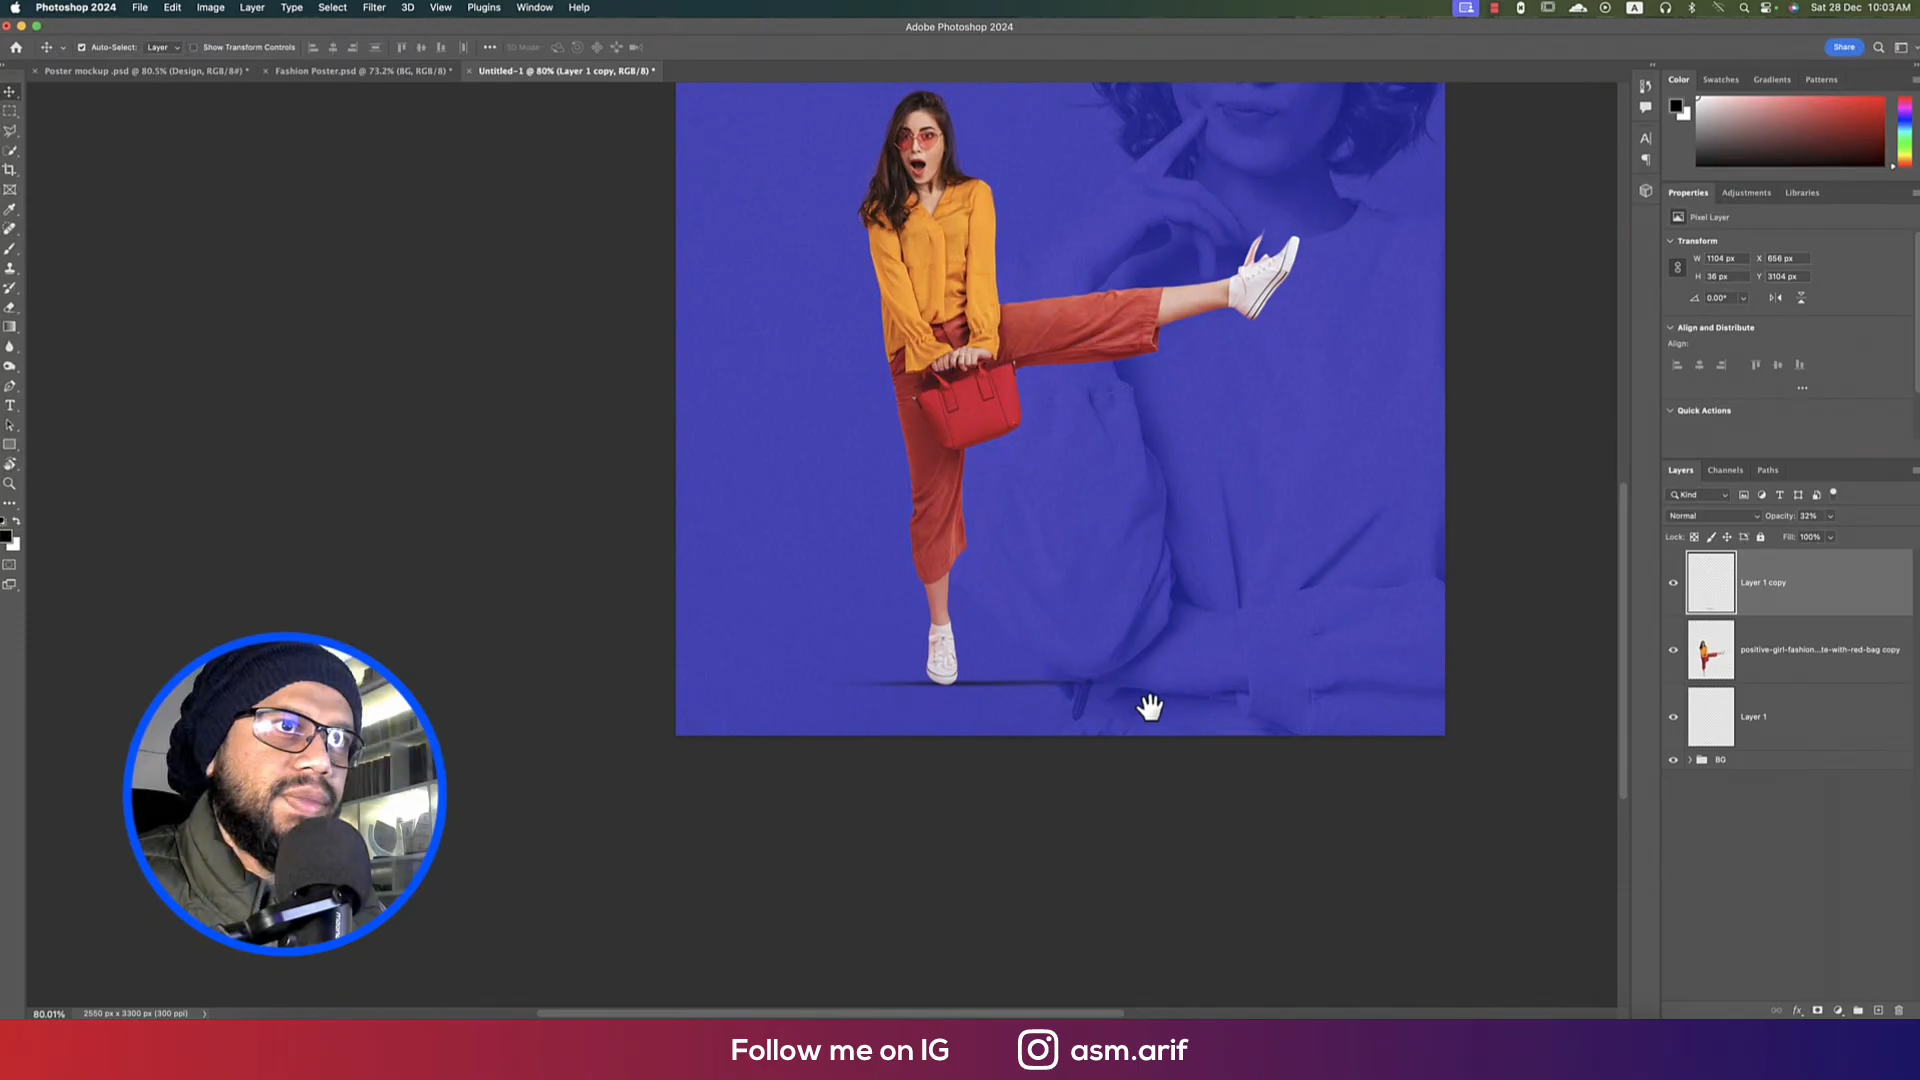 Photoshop 2024 File Edit Image Layer Type Select Filter 3D View Plugins Window Help
A Sat 28 Dec 10:03 AM
Adobe Photoshop 2024
Auto-Select: Layer Show Transform Controls 3D Mode: Share
Poster mockup .psd @ 80.5% (Design, RGB/8#) * Fashion Poster.psd @ 73.2% (BG, RGB/8) * Untitled-1 @ 80% (Layer 1 copy, RGB/8) *
Color Swatches Gradients Patterns
Properties Adjustments Libraries
Pixel Layer
Transform
W 1104 px X 656 px
H 36 px Y 3104 px
0.00°
Align and Distribute
Align:
Quick Actions
Layers Channels Paths
Kind
Normal Opacity: 32%
Lock: Fill: 100%
Layer 1 copy
positive-girl-fashion...te-with-red-bag copy
Layer 1
BG
80.01% 2550 px x 3300 px (300 ppi)
Follow me on IG asm.arif